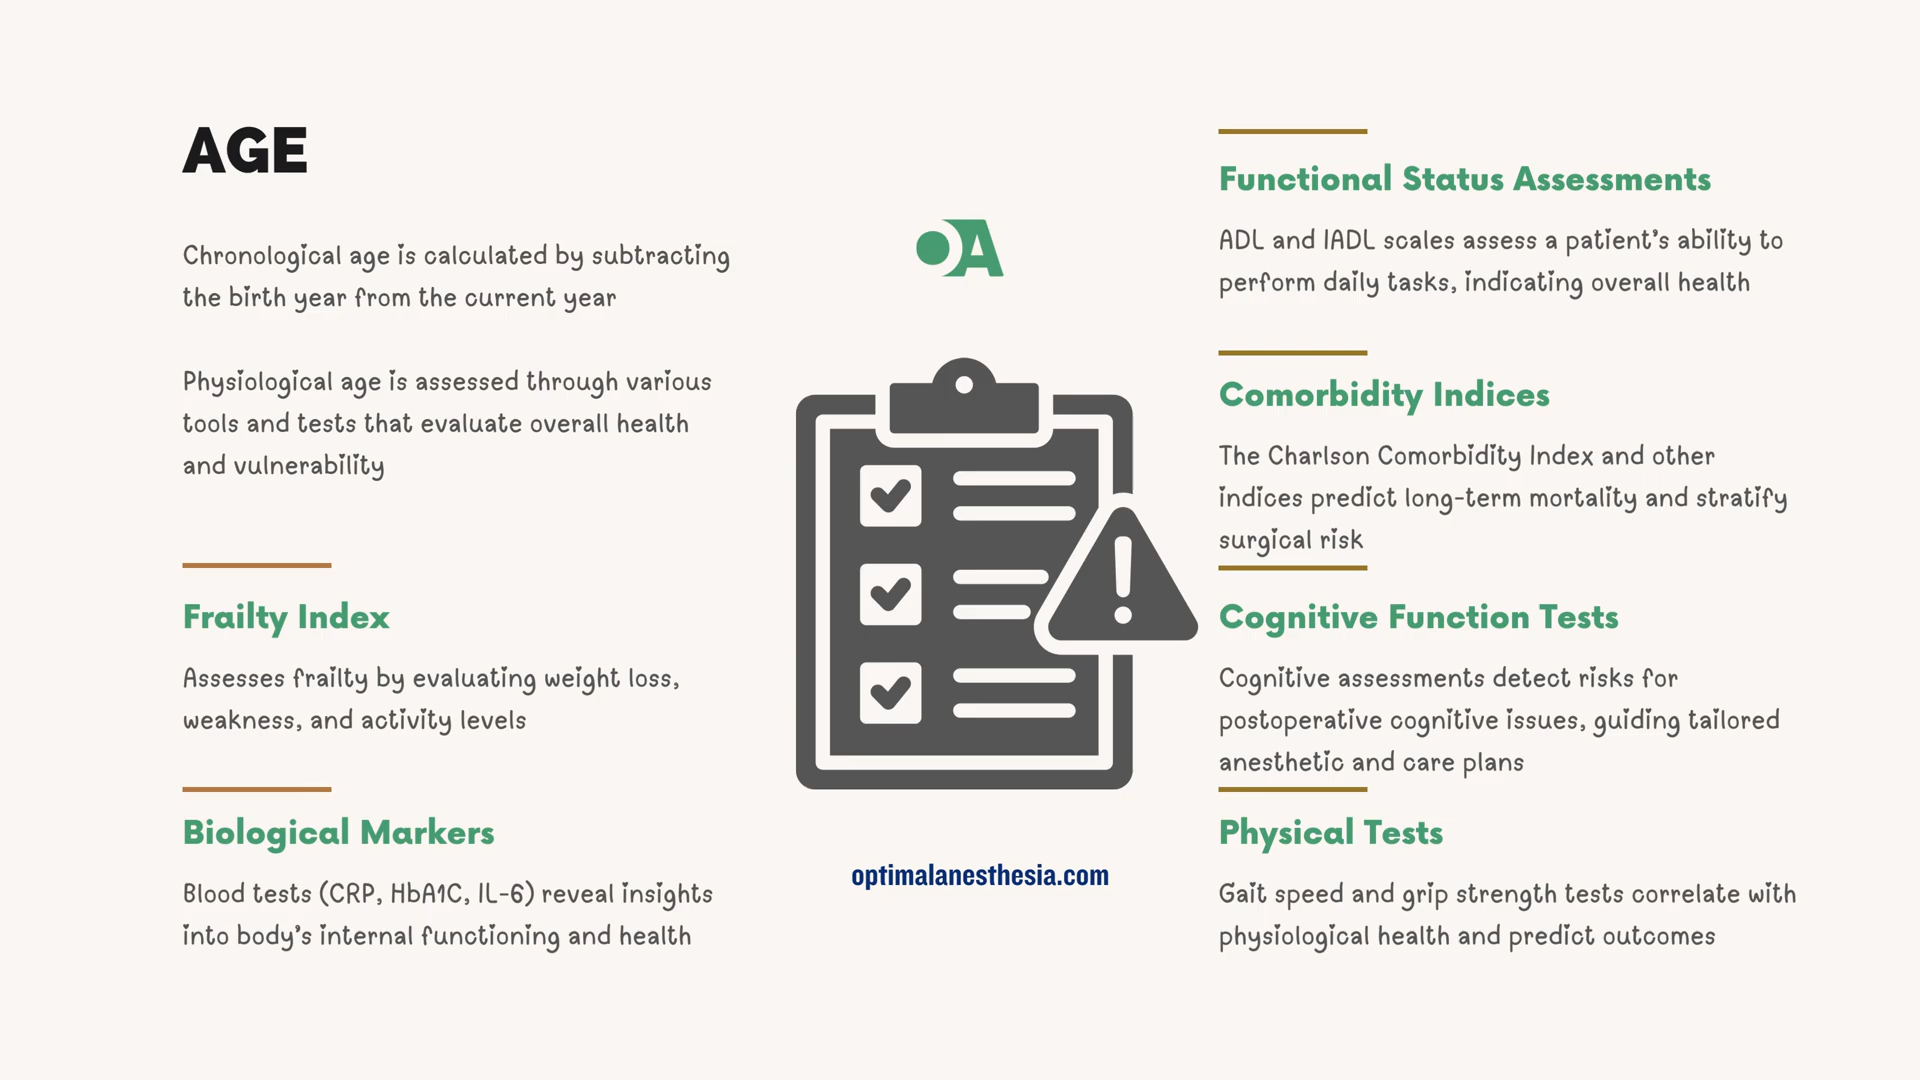 AGE
Chronological age is calculated by subtracting
the birth year from the current year
Physiological age is assessed through various
tools and tests that evaluate overall health
and vulnerability
Frailty Index
Assesses frailty by evaluating weight loss,
weakness, and activity levels
Biological Markers
Blood tests (CRP, HbA1C, IL-6) reveal insights
into body's internal functioning and health
OA
optimalanesthesia.com
Functional Status Assessments
ADL and IADL scales assess a patient's ability to
perform daily tasks, indicating overall health
Comorbidity Indices
The Charlson Comorbidity Index and other
indices predict long-term mortality and stratify
surgical risk
Cognitive Function Tests
Cognitive assessments detect risks for
postoperative cognitive issues, guiding tailored
anesthetic and care plans
Physical Tests
Gait speed and grip strength tests correlate with
physiological health and predict outcomes